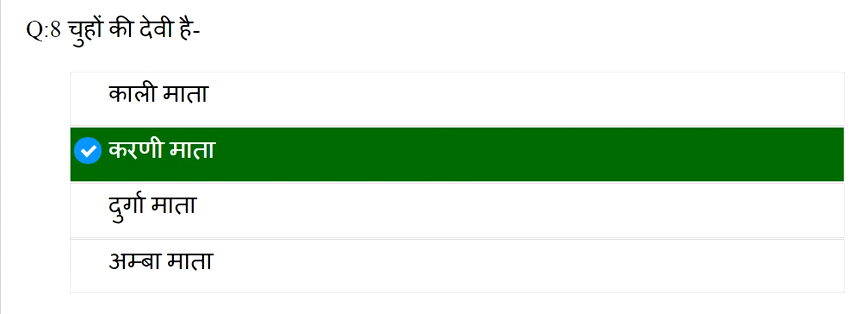 Q:8 चुहों की देवी है-
काली माता
करणी माता
दुर्गा माता
अम्बा माता